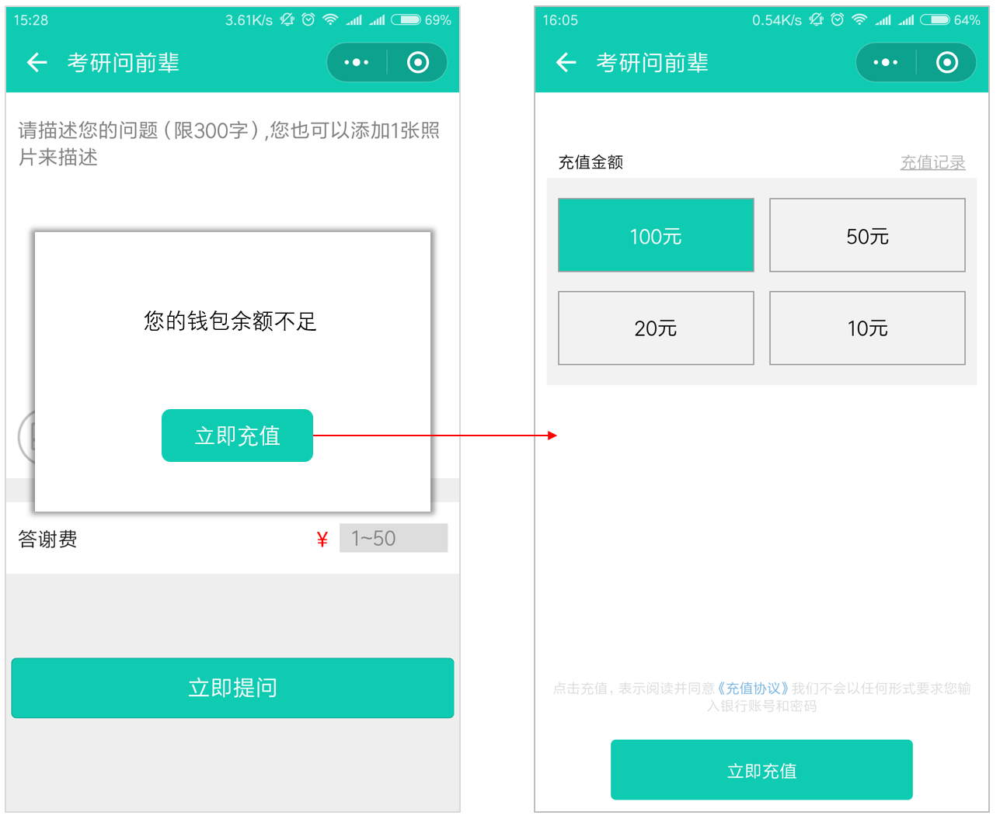 15:28
3.61K/s
69%
考研问前辈
请描述您的问题（限300字）,您也可以添加1张照
片来描述
您的钱包余额不足
立即充值
答谢费
¥ 1~50
立即提问
16:05
0.54K/s
64%
考研问前辈
充值金额
充值记录
100元
50元
20元
10元
点击充值，表示阅读并同意《充值协议》我们不会以任何形式要求您输
入银行账号和密码
立即充值